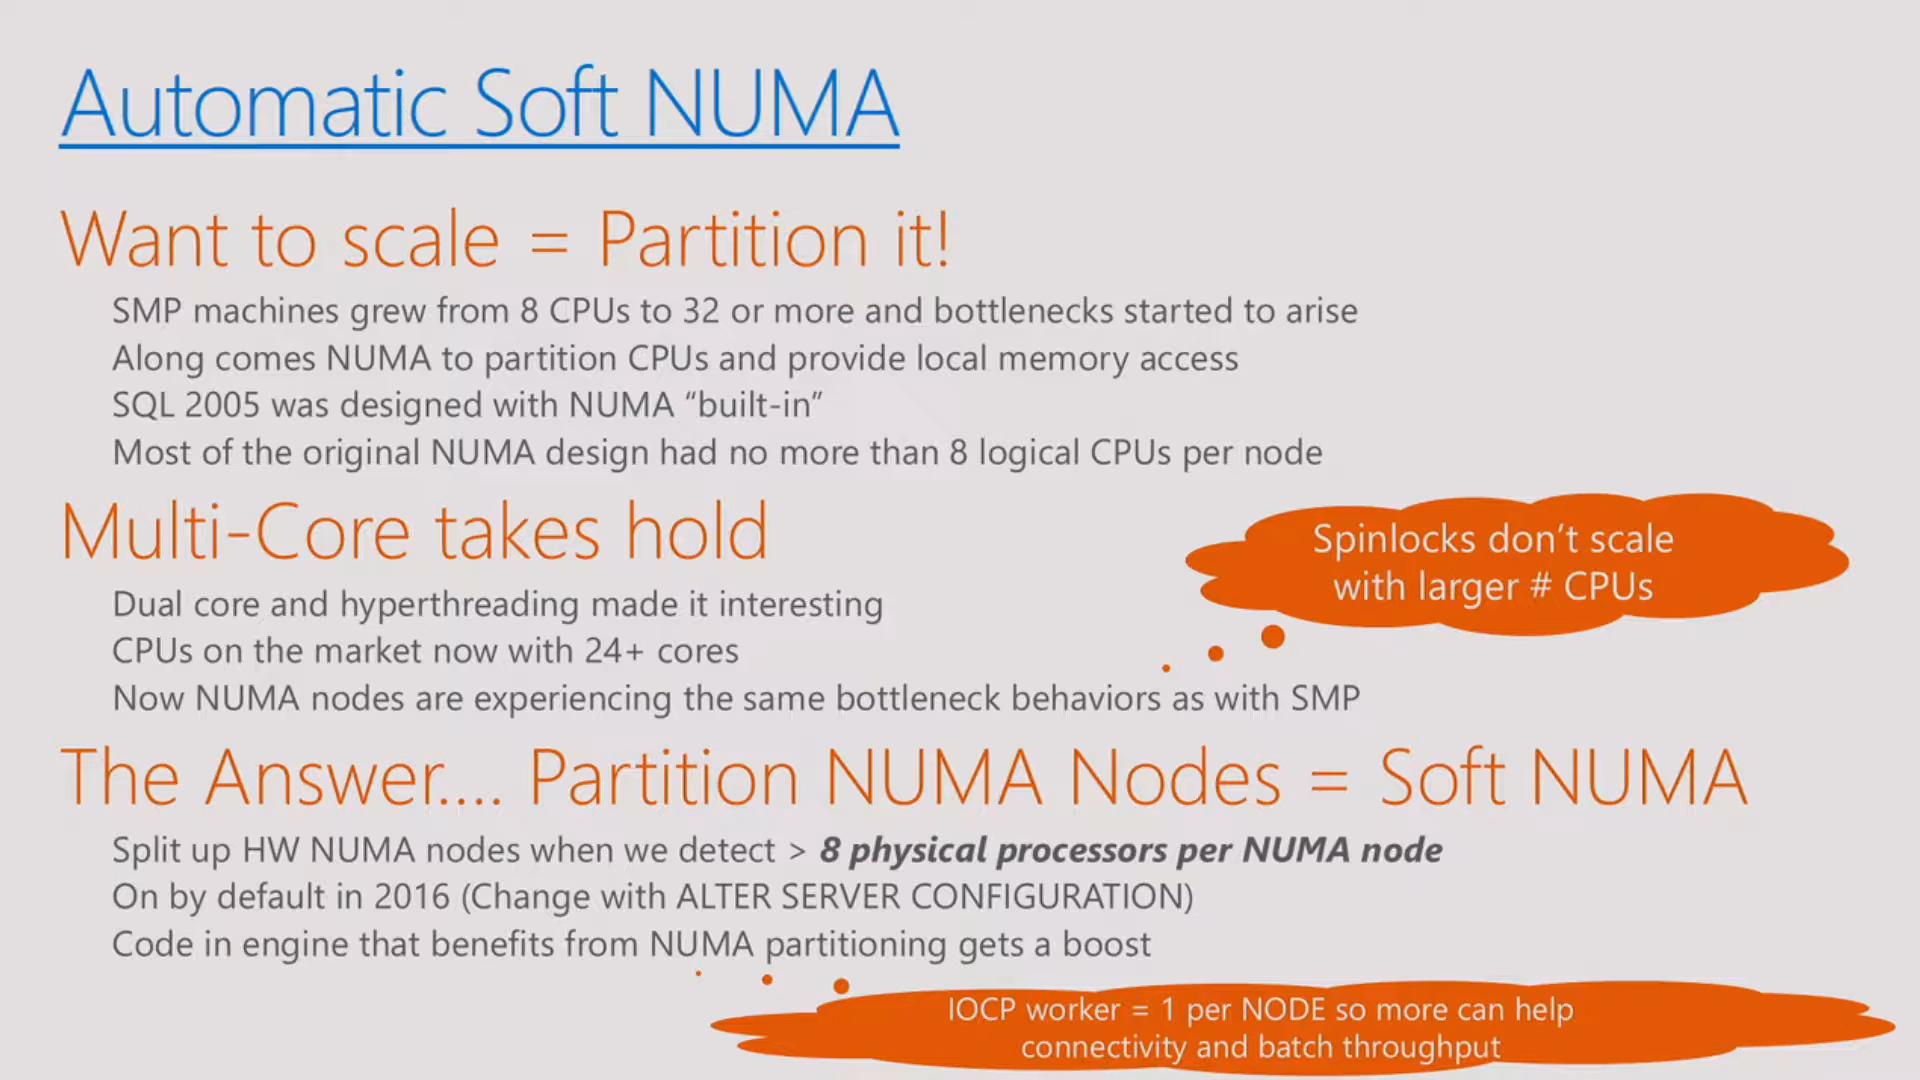 Automatic Soft NUMA
Want to scale = Partition it!
SMP machines grew from 8 CPUs to 32 or more and bottlenecks started to arise
Along comes NUMA to partition CPUs and provide local memory access
SQL 2005 was designed with NUMA “built-in”
Most of the original NUMA design had no more than 8 logical CPUs per node
Multi-Core takes hold
Dual core and hyperthreading made it interesting
CPUs on the market now with 24+ cores
Now NUMA nodes are experiencing the same bottleneck behaviors as with SMP
Spinlocks don’t scale
with larger # CPUs
The Answer.... Partition NUMA Nodes = Soft NUMA
Split up HW NUMA nodes when we detect > 8 physical processors per NUMA node
On by default in 2016 (Change with ALTER SERVER CONFIGURATION)
Code in engine that benefits from NUMA partitioning gets a boost
IOCP worker = 1 per NODE so more can help
connectivity and batch throughput